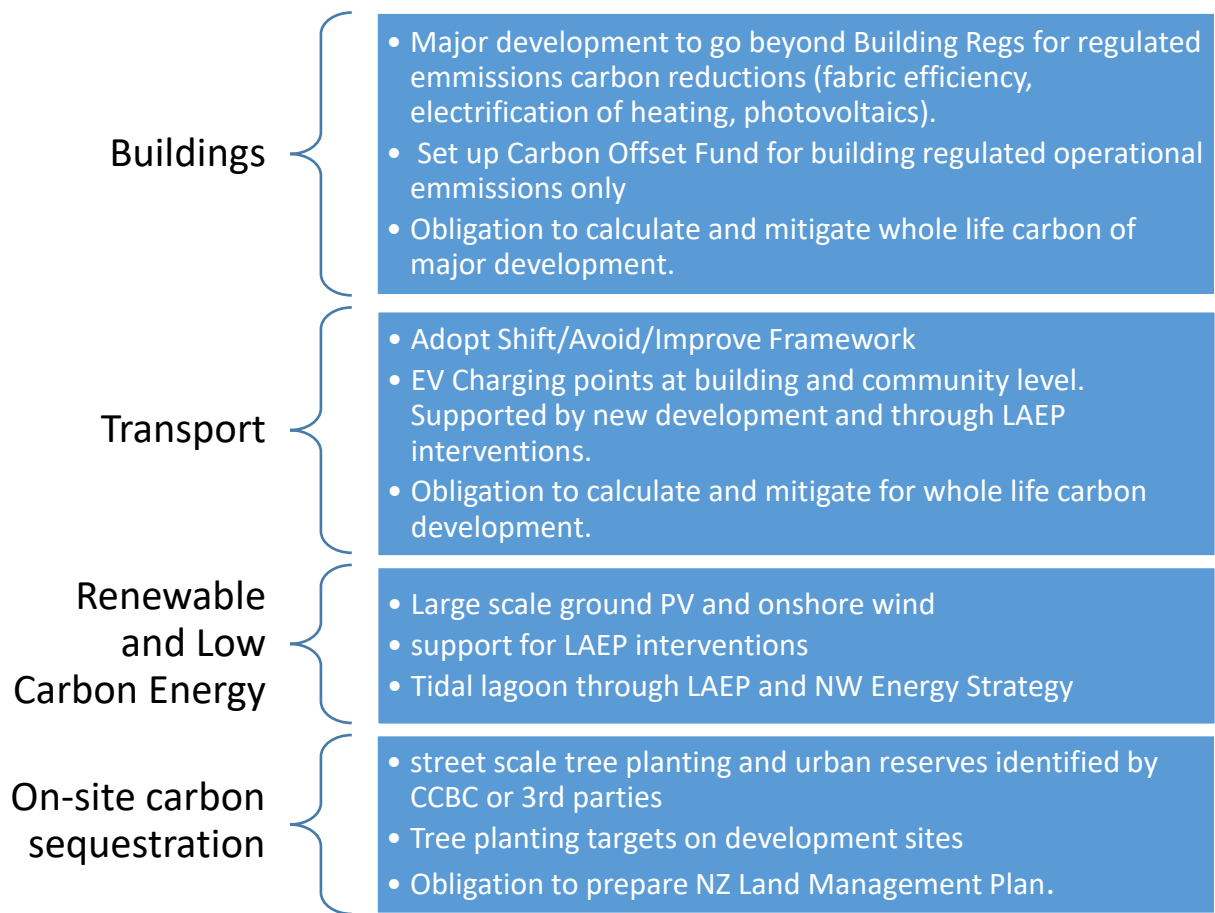 Buildings
• Major development to go beyond Building Regs for regulated
emmissions carbon reductions (fabric efficiency,
electrification of heating, photovoltaics).
• Set up Carbon Offset Fund for building regulated operational
emmissions only
• Obligation to calculate and mitigate whole life carbon of
major development.
Transport
• Adopt Shift/Avoid/Improve Framework
• EV Charging points at building and community level.
Supported by new development and through LAEP
interventions.
• Obligation to calculate and mitigate for whole life carbon
development.
Renewable
and Low
Carbon Energy
• Large scale ground PV and onshore wind
• support for LAEP interventions
• Tidal lagoon through LAEP and NW Energy Strategy
On-site carbon
sequestration
• street scale tree planting and urban reserves identified by
CCBC or 3rd parties
• Tree planting targets on development sites
• Obligation to prepare NZ Land Management Plan.